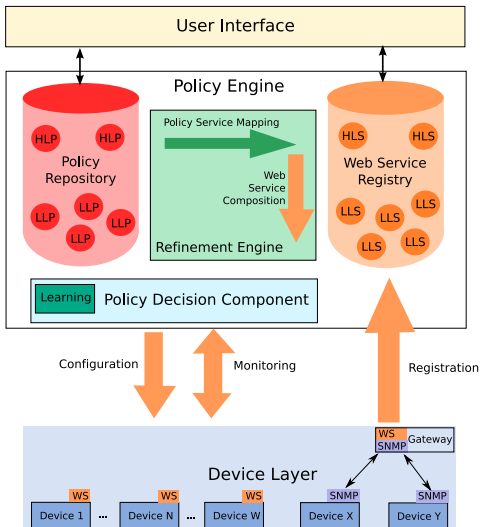 User Interface
Policy Engine
HLP
HLP
Policy
Repository
LLP
LLP
LLP
LLP
Policy Service Mapping
Web
Service
Composition
Refinement Engine
HLS
HLS
Web Service
Registry
LLS
LLS
LLS
LLS
LLS
Learning
Policy Decision Component
Configuration
Monitoring
Registration
WS
SNMP
Gateway
Device Layer
WS
Device 1
...
WS
Device N
...
WS
Device W
SNMP
Device X
SNMP
Device Y